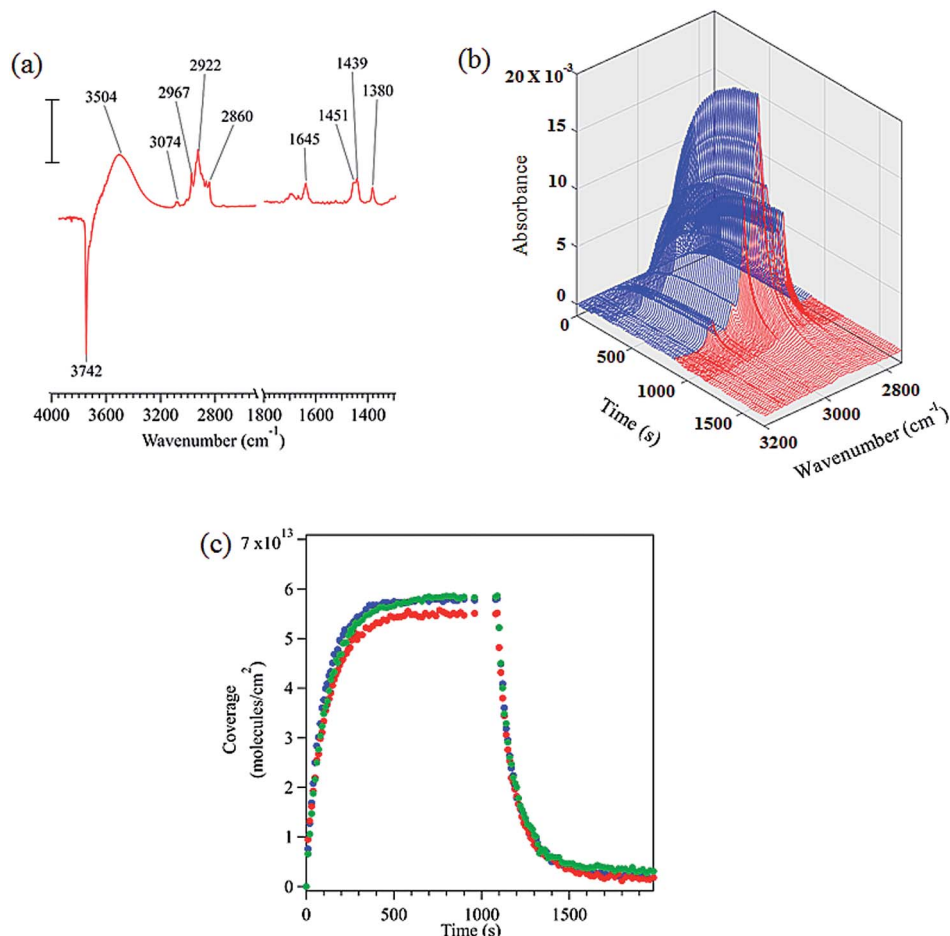 (a)
3504
2967
2922
3074
2860
1645
1451
1439
1380
3742
4000 3600 3200 2800 1800 1600 1400
Wavenumber (cm-1)
(b)
20 X 10-3
15
10
5
0
Absorbance
0
500
1000
1500
Time (s)
3200
3000
2800
Wavenumber (cm-1)
(c)
7 x10 13
6
5
4
3
2
1
0
Coverage
(molecules/cm2)
0 500 1000 1500
Time (s)